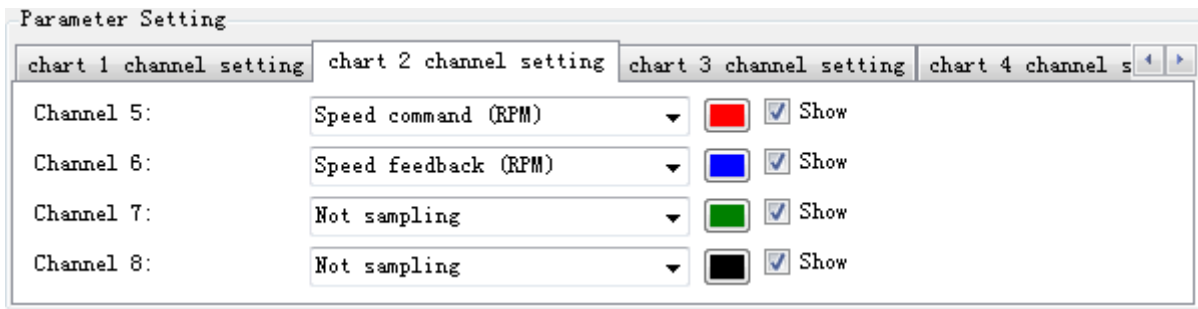 Parameter Setting
chart 1 channel setting chart 2 channel setting chart 3 channel setting chart 4 channel s
Channel 5: Speed command (RPM) Show
Channel 6: Speed feedback (RPM) Show
Channel 7: Not sampling Show
Channel 8: Not sampling Show